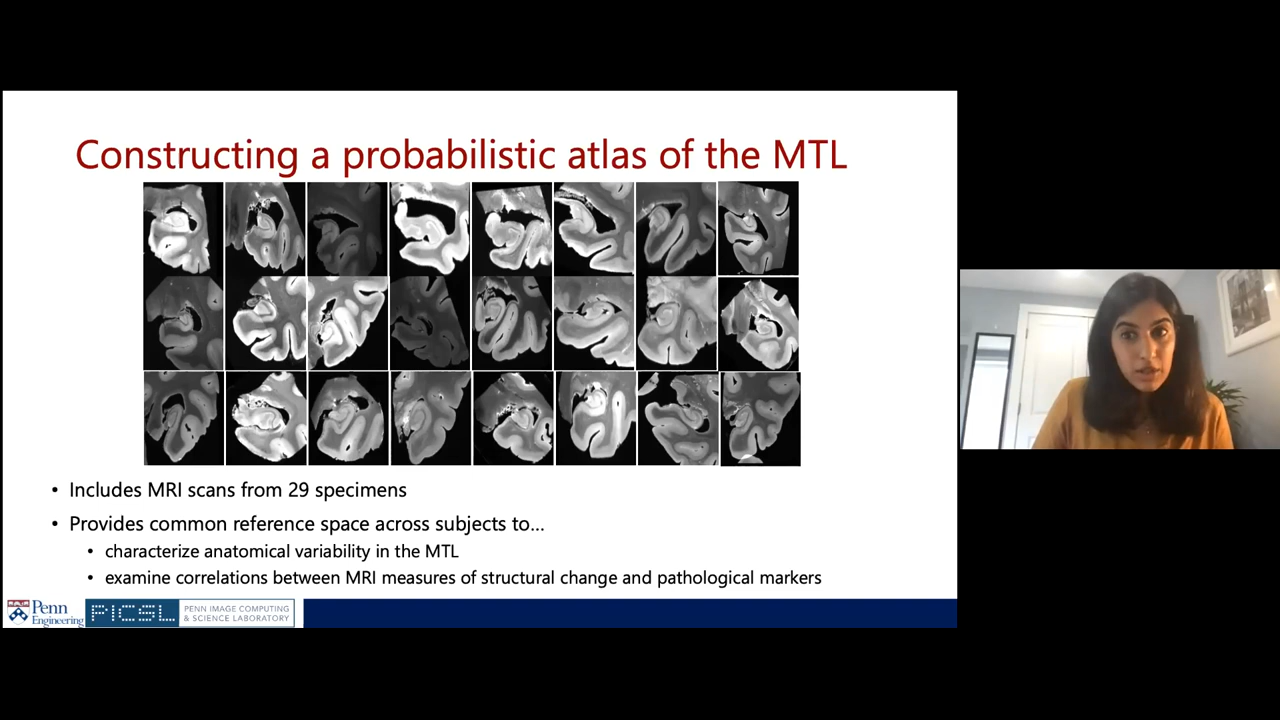 Constructing a probabilistic atlas of the MTL
• Includes MRI scans from 29 specimens
• Provides common reference space across subjects to...
• characterize anatomical variability in the MTL
• examine correlations between MRI measures of structural change and pathological markers
Penn
Engineering
PICSL
PENN IMAGE COMPUTING
& SCIENCE LABORATORY